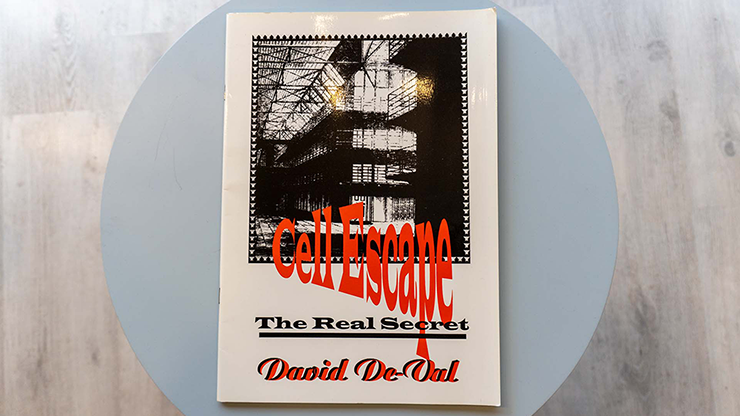 Cell Escape
The Real Secret
David De-Val